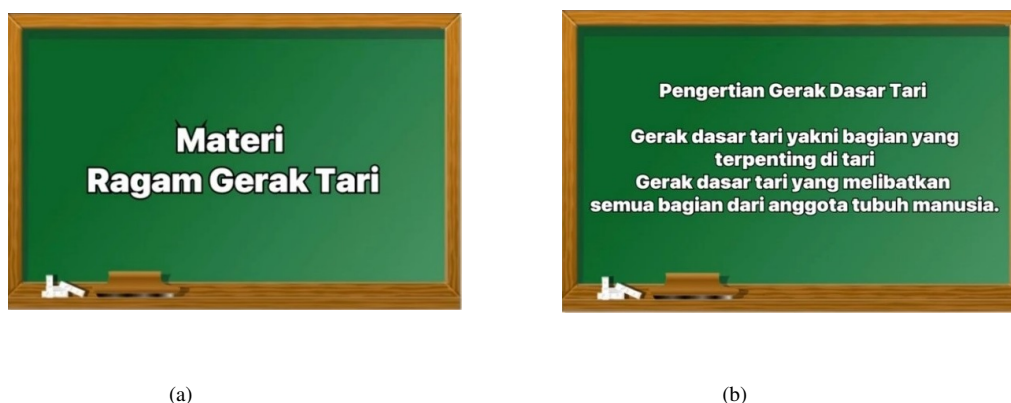 Materi
Ragam Gerak Tari
Pengertian Gerak Dasar Tari
Gerak dasar tari yakni bagian yang
terpenting di tari
Gerak dasar tari yang melibatkan
semua bagian dari anggota tubuh manusia.
(a)
(b)